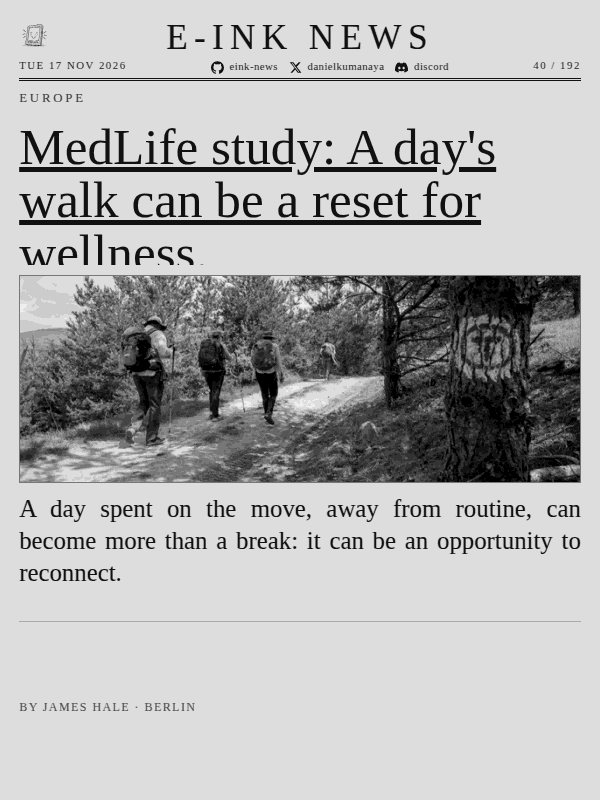 E-INK NEWS
TUE 17 NOV 2026
eink-news danielkumanaya discord
40 / 192
EUROPE
MedLife study: A day's
walk can be a reset for
wellness.
A day spent on the move, away from routine, can
become more than a break: it can be an opportunity to
reconnect.
BY JAMES HALE · BERLIN